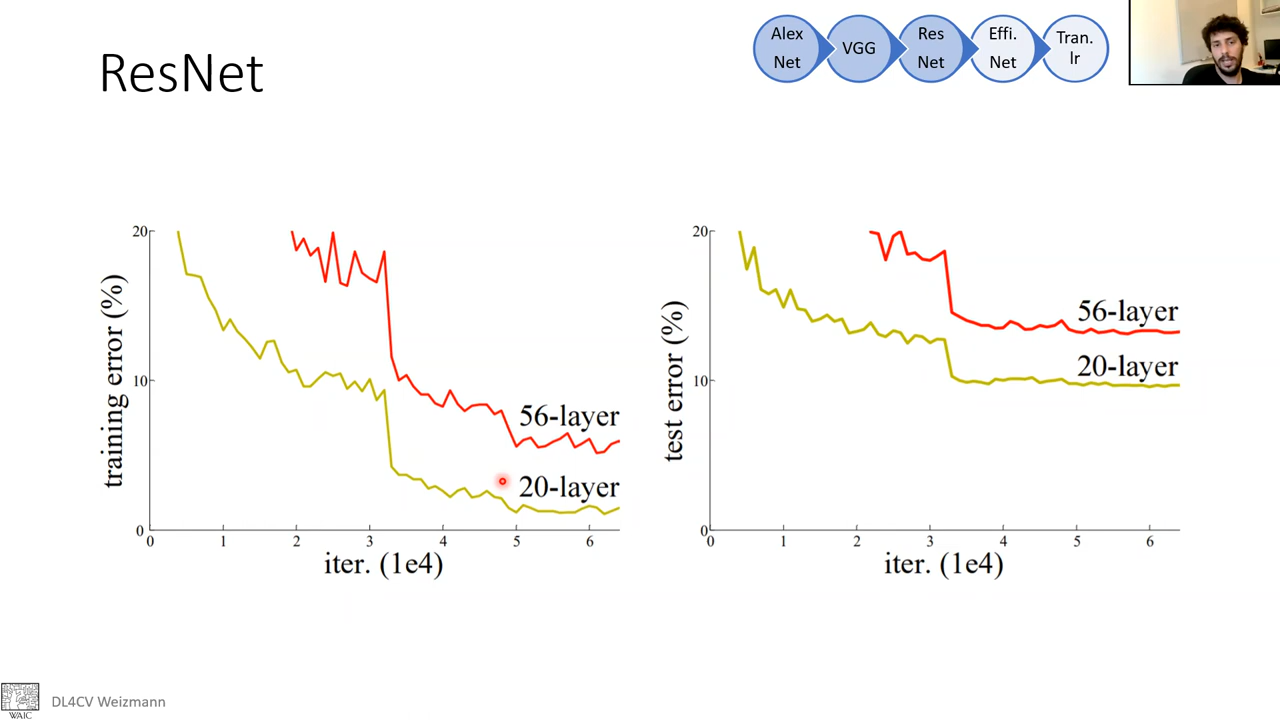 ResNet
Alex
Net
VGG
Res
Net
Effi.
Net
Tran.
lr
20
10
0
training error (%)
56-layer
20-layer
0 1 2 3 4 5 6
iter. (1e4)
20
10
test error (%)
56-layer
20-layer
0 1 2 3 4 5 6
iter. (1e4)
WAIC
DL4CV Weizmann